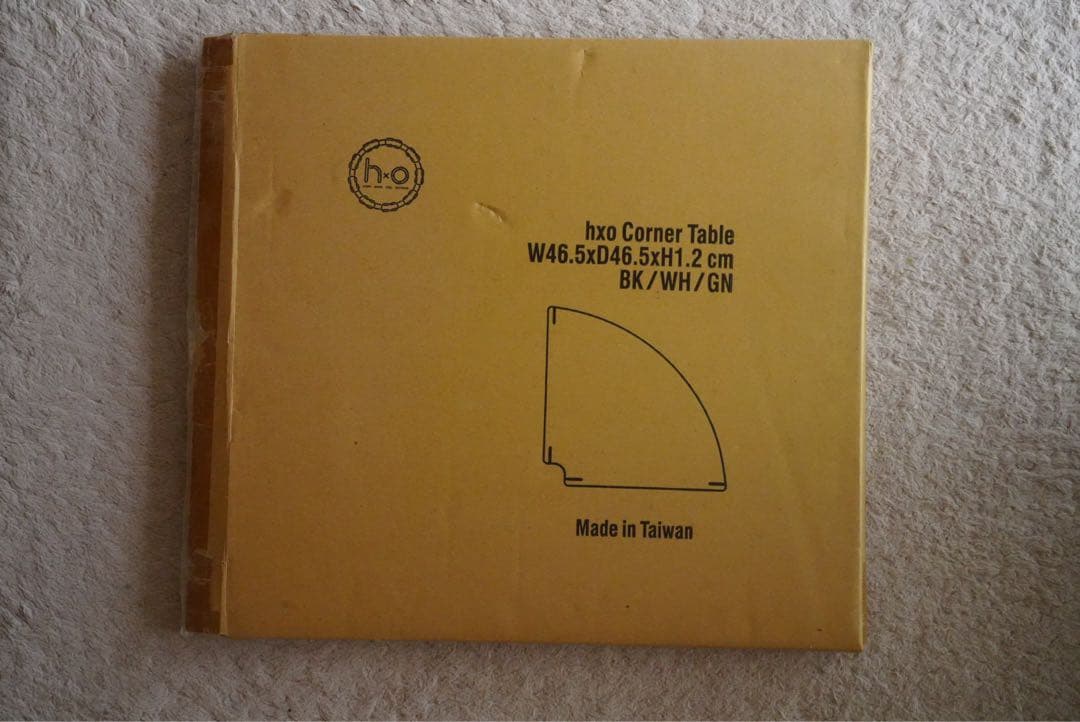 h×o
hxo Corner Table
W46.5xD46.5xH1.2 cm
BK/WH/GN
Made in Taiwan